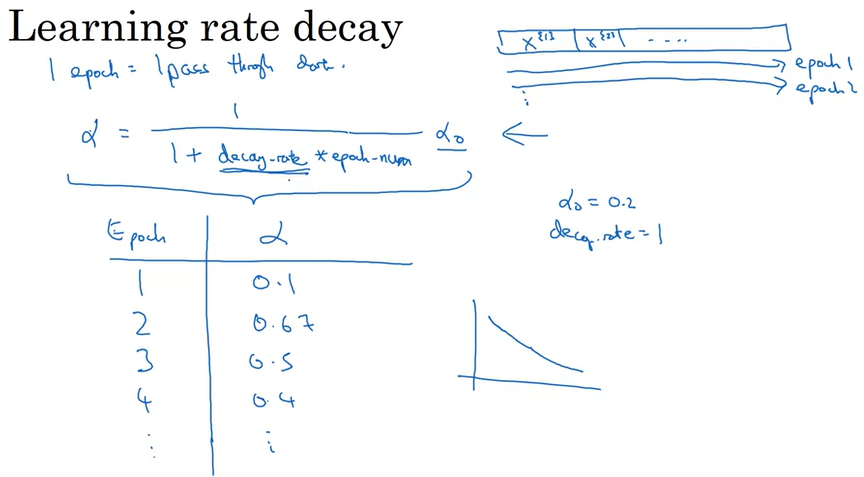 Learning rate decay
1 epoch = 1 pass through data.
X^{1} X^{2} ....
epoch 1
epoch 2
⋮
α = 1 / (1 + decay-rate * epoch-num) α₀ ←
α₀ = 0.2
decay.rate = 1
Epoch α
1 0.1
2 0.67
3 0.5
4 0.4
⋮ ⋮